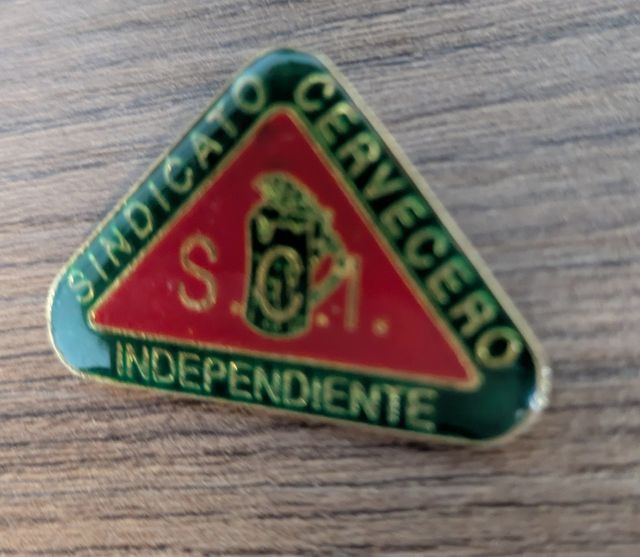 SINDICATO
CERVECERO
S.C.I.
INDEPENDIENTE